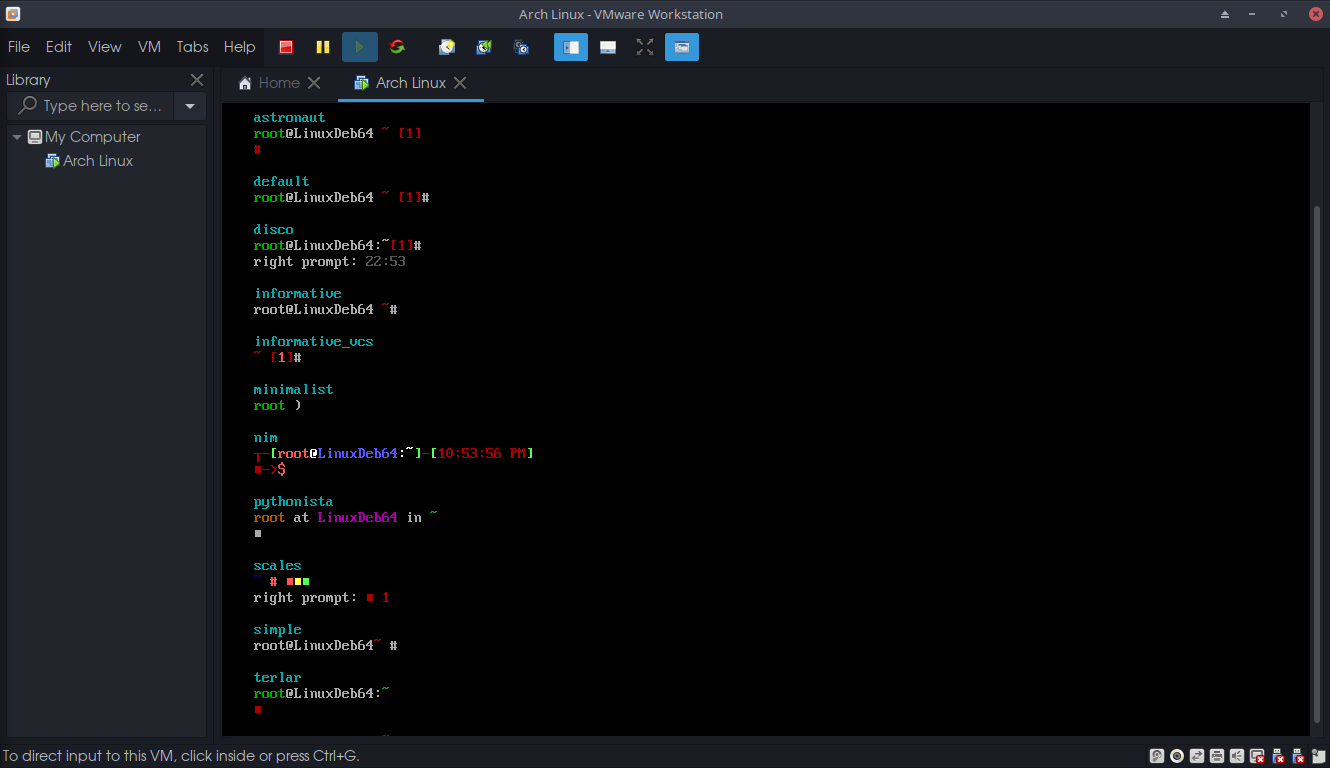 Arch Linux - VMware Workstation
File Edit View VM Tabs Help
Library
Type here to se...
My Computer
Arch Linux
Home
Arch Linux
astronaut
root@LinuxDeb64 ~ [1]
#
default
root@LinuxDeb64 ~ [1]#
disco
root@LinuxDeb64:~[1]#
right prompt: 22:53
informative
root@LinuxDeb64 ~#
informative_vcs
~ [1]#
minimalist
root )
nim
┬─[root@LinuxDeb64:~]─[10:53:56 PM]
■─>$
pythonista
root at LinuxDeb64 in ~
■
scales
~ # ■■■
right prompt: ■ 1
simple
root@LinuxDeb64~ #
terlar
root@LinuxDeb64:~
■
To direct input to this VM, click inside or press Ctrl+G.